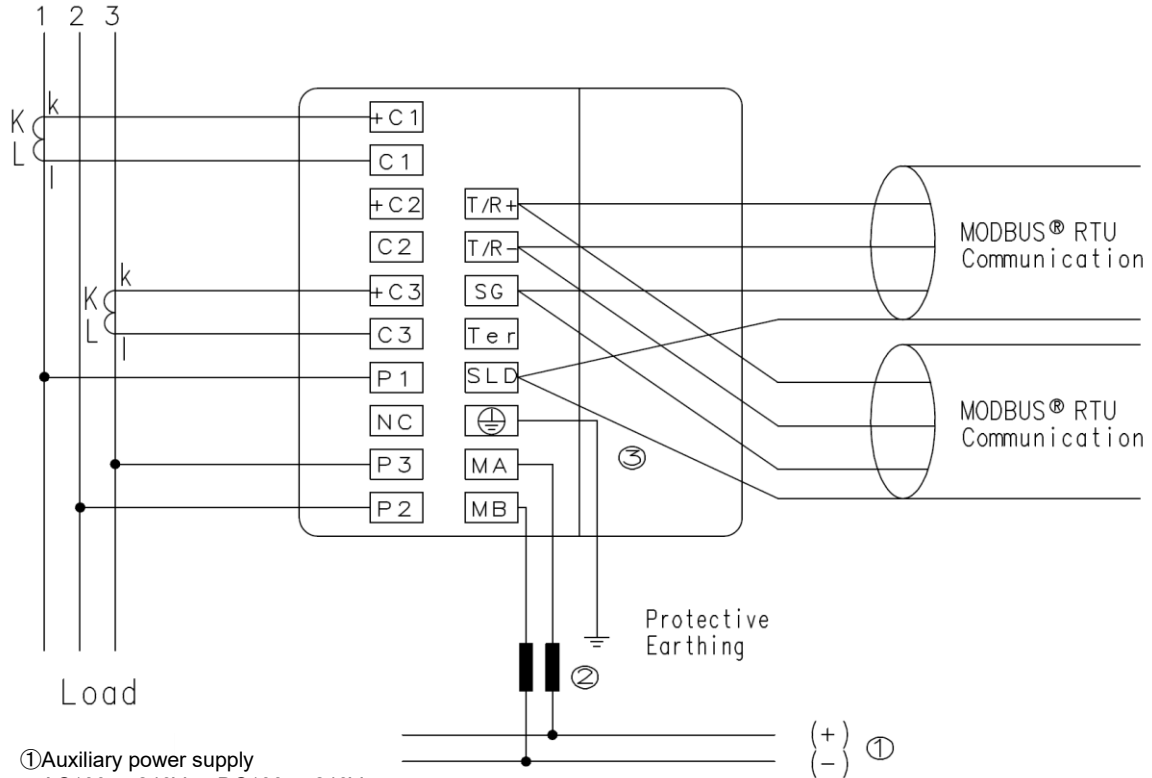 1 2 3
K k
L l
K k
L l
+C1
C1
+C2 T/R+
C2 T/R-
+C3 SG
C3 Ter
P1 SLD
NC
P3 MA
P2 MB
MODBUS® RTU
Communication
MODBUS® RTU
Communication
③
Protective
Earthing
②
Load
(+)
(-)
①
①Auxiliary power supply